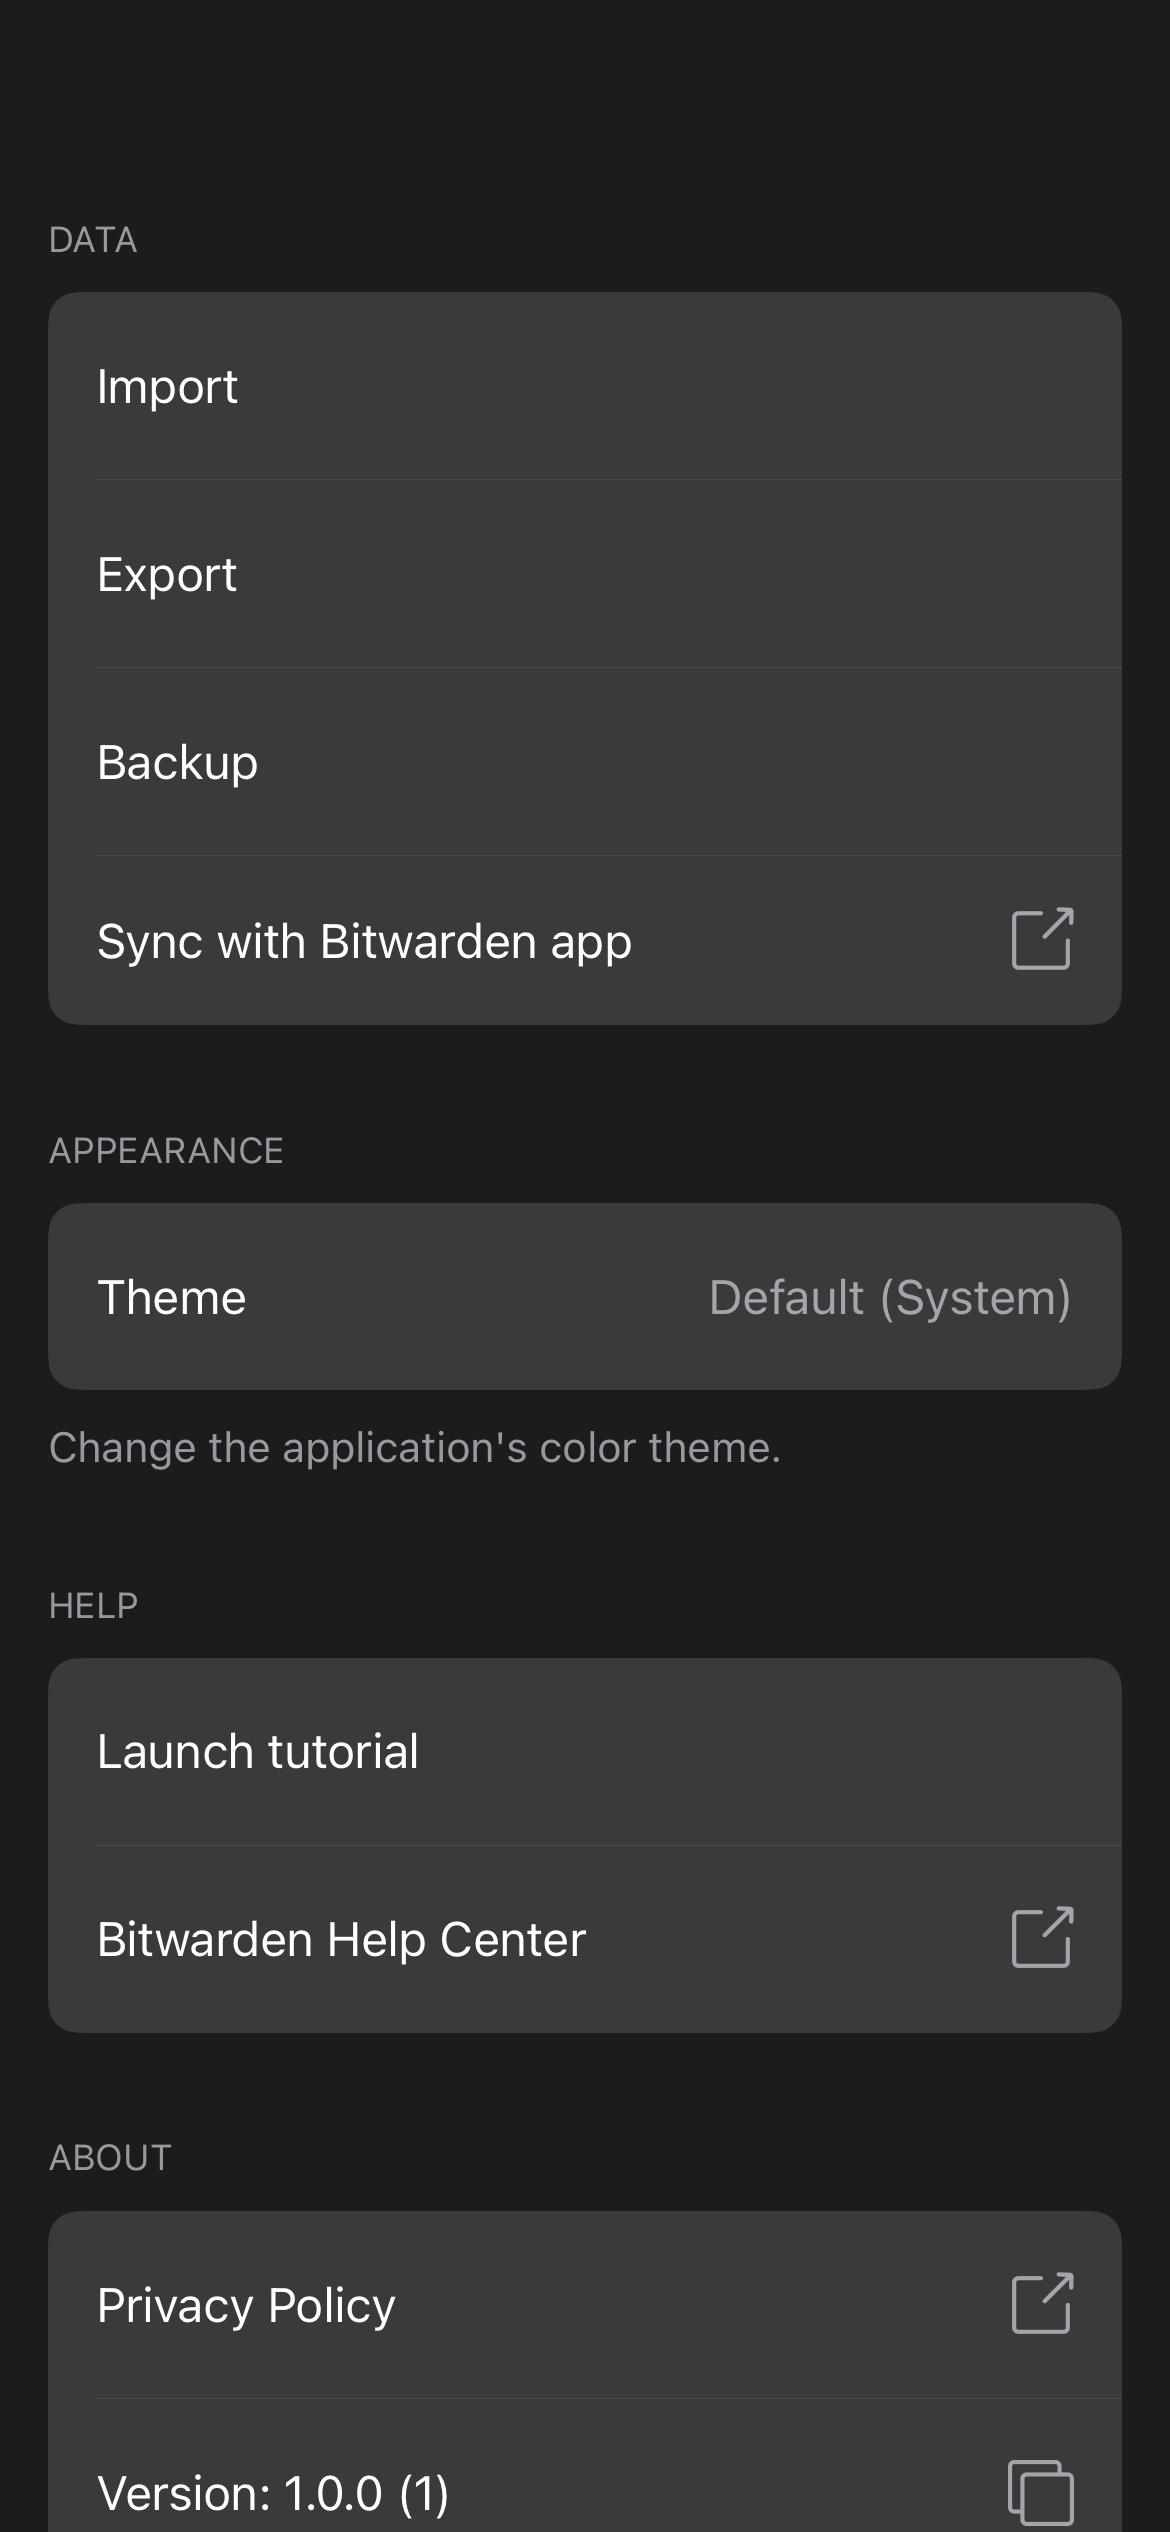 DATA
Import
Export
Backup
Sync with Bitwarden app
APPEARANCE
Theme Default (System)
Change the application's color theme.
HELP
Launch tutorial
Bitwarden Help Center
ABOUT
Privacy Policy
Version: 1.0.0 (1)